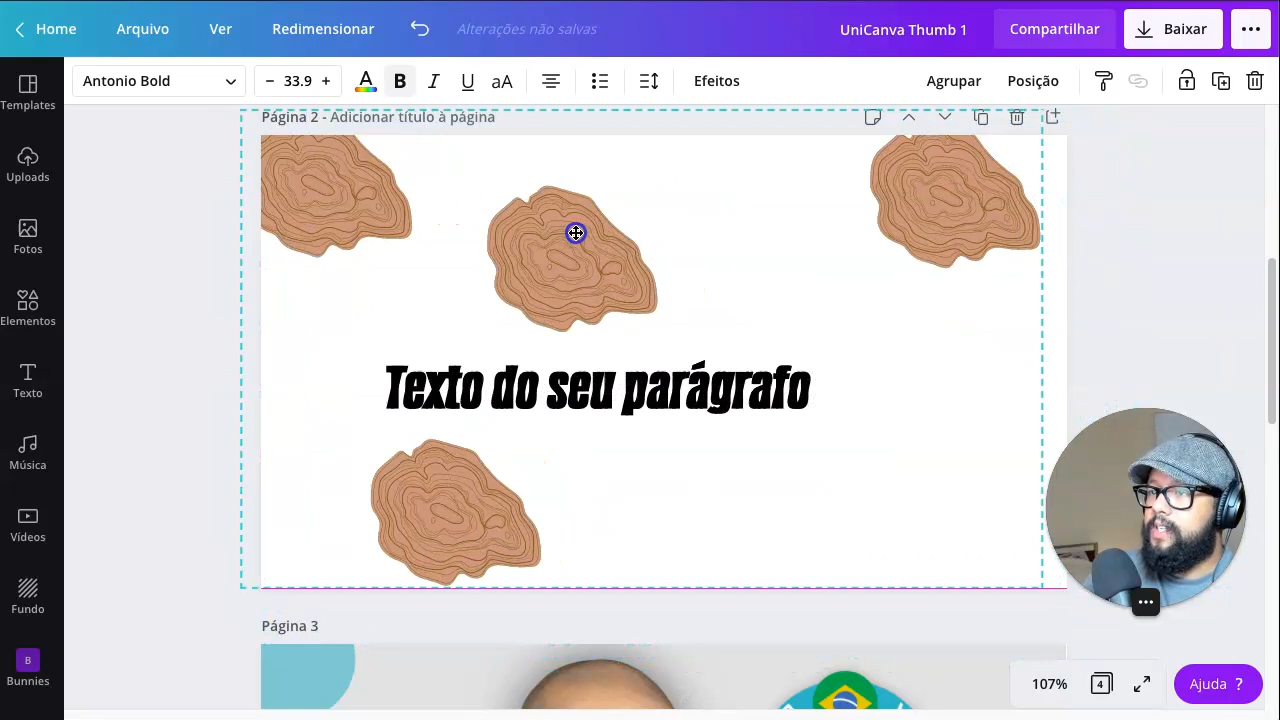 Home Arquivo Ver Redimensionar Alterações não salvas UniCanva Thumb 1 Compartilhar Baixar
Antonio Bold − 33.9 + A B I U aA Efeitos Agrupar Posição
Templates
Uploads
Fotos
Elementos
Texto
Música
Vídeos
Fundo
B
Bunnies
Página 2 - Adicionar título à página
Texto do seu parágrafo
Página 3
107% 4 Ajuda ?